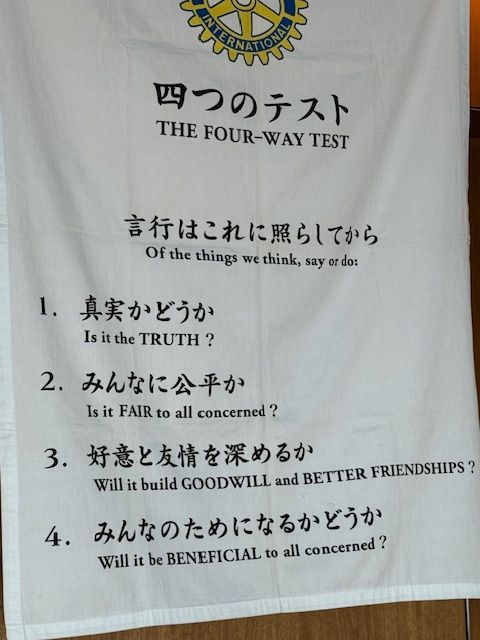 INTERNATIONAL
四つのテスト
THE FOUR-WAY TEST
言行はこれに照らしてから
Of the things we think, say or do:
1. 真実かどうか
Is it the TRUTH ?
2. みんなに公平か
Is it FAIR to all concerned ?
3. 好意と友情を深めるか
Will it build GOODWILL and BETTER FRIENDSHIPS ?
4. みんなのためになるかどうか
Will it be BENEFICIAL to all concerned ?